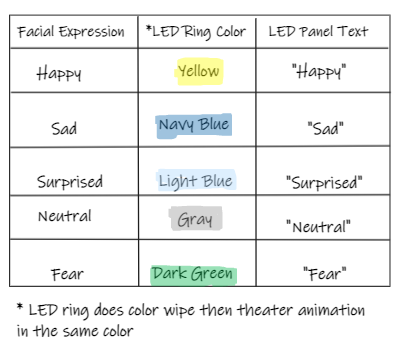 Facial Expression *LED Ring Color LED Panel Text
Happy Yellow "Happy"
Sad Navy Blue "Sad"
Surprised Light Blue "Surprised"
Neutral Gray "Neutral"
Fear Dark Green "Fear"
* LED ring does color wipe then theater animation
in the same color